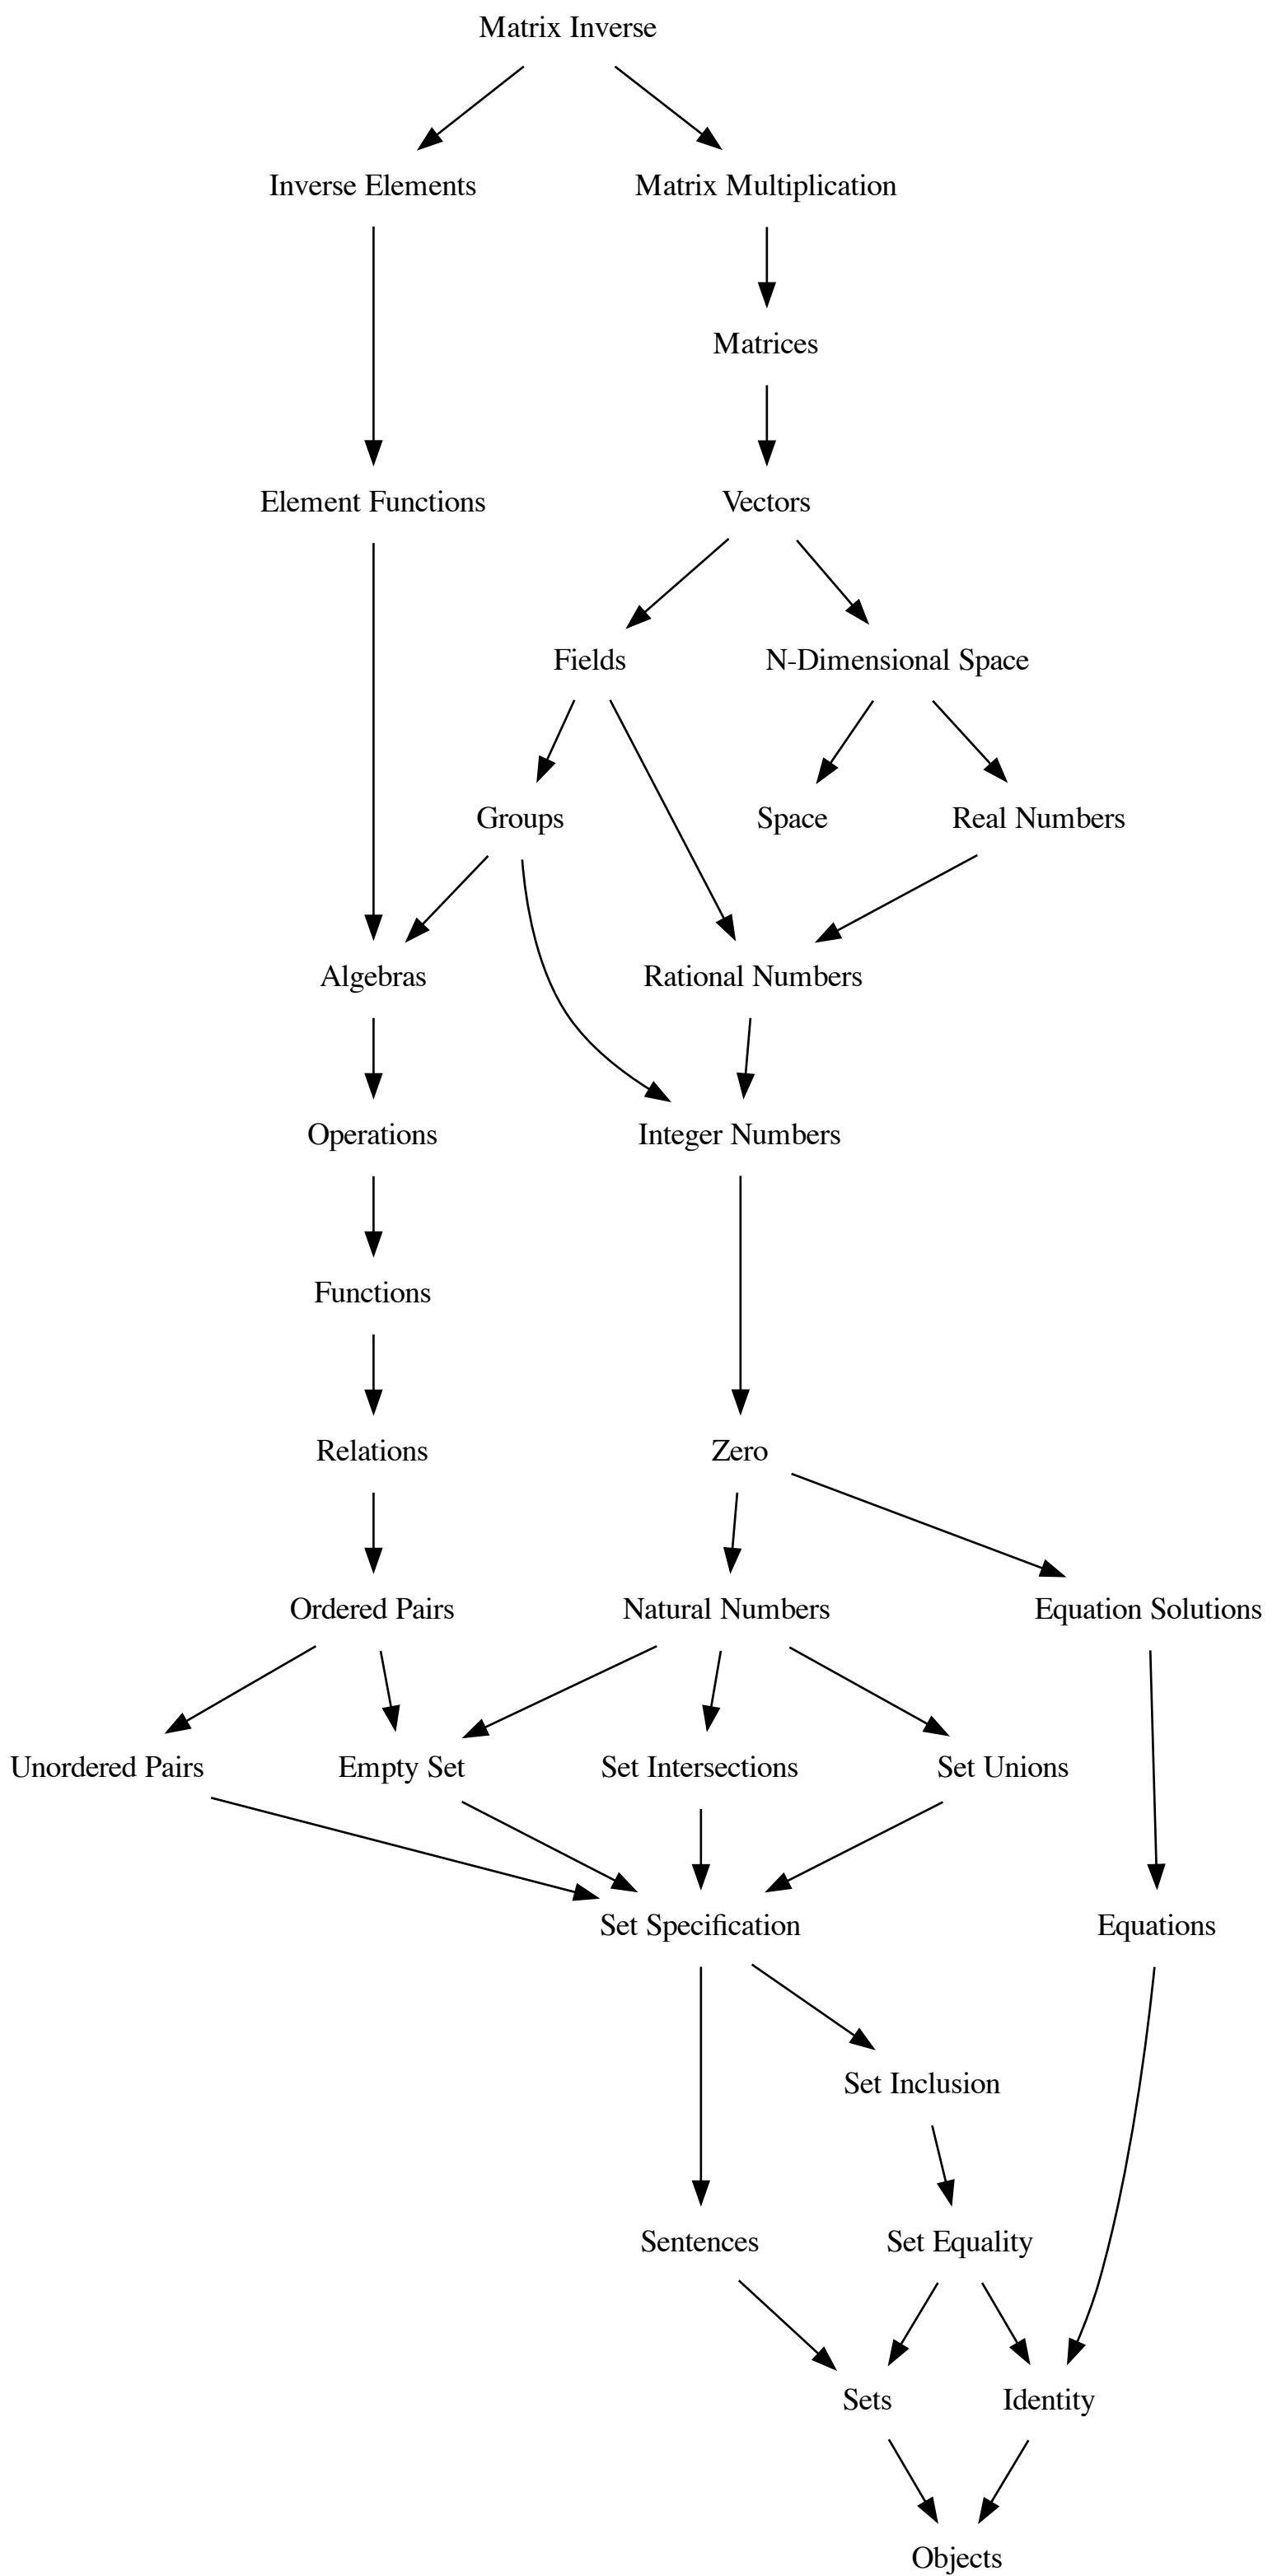 Matrix Inverse
Inverse Elements
Matrix Multiplication
Matrices
Element Functions
Vectors
Fields
N-Dimensional Space
Groups
Space
Real Numbers
Algebras
Rational Numbers
Operations
Integer Numbers
Functions
Relations
Zero
Ordered Pairs
Natural Numbers
Equation Solutions
Unordered Pairs
Empty Set
Set Intersections
Set Unions
Set Specification
Equations
Set Inclusion
Sentences
Set Equality
Sets
Identity
Objects